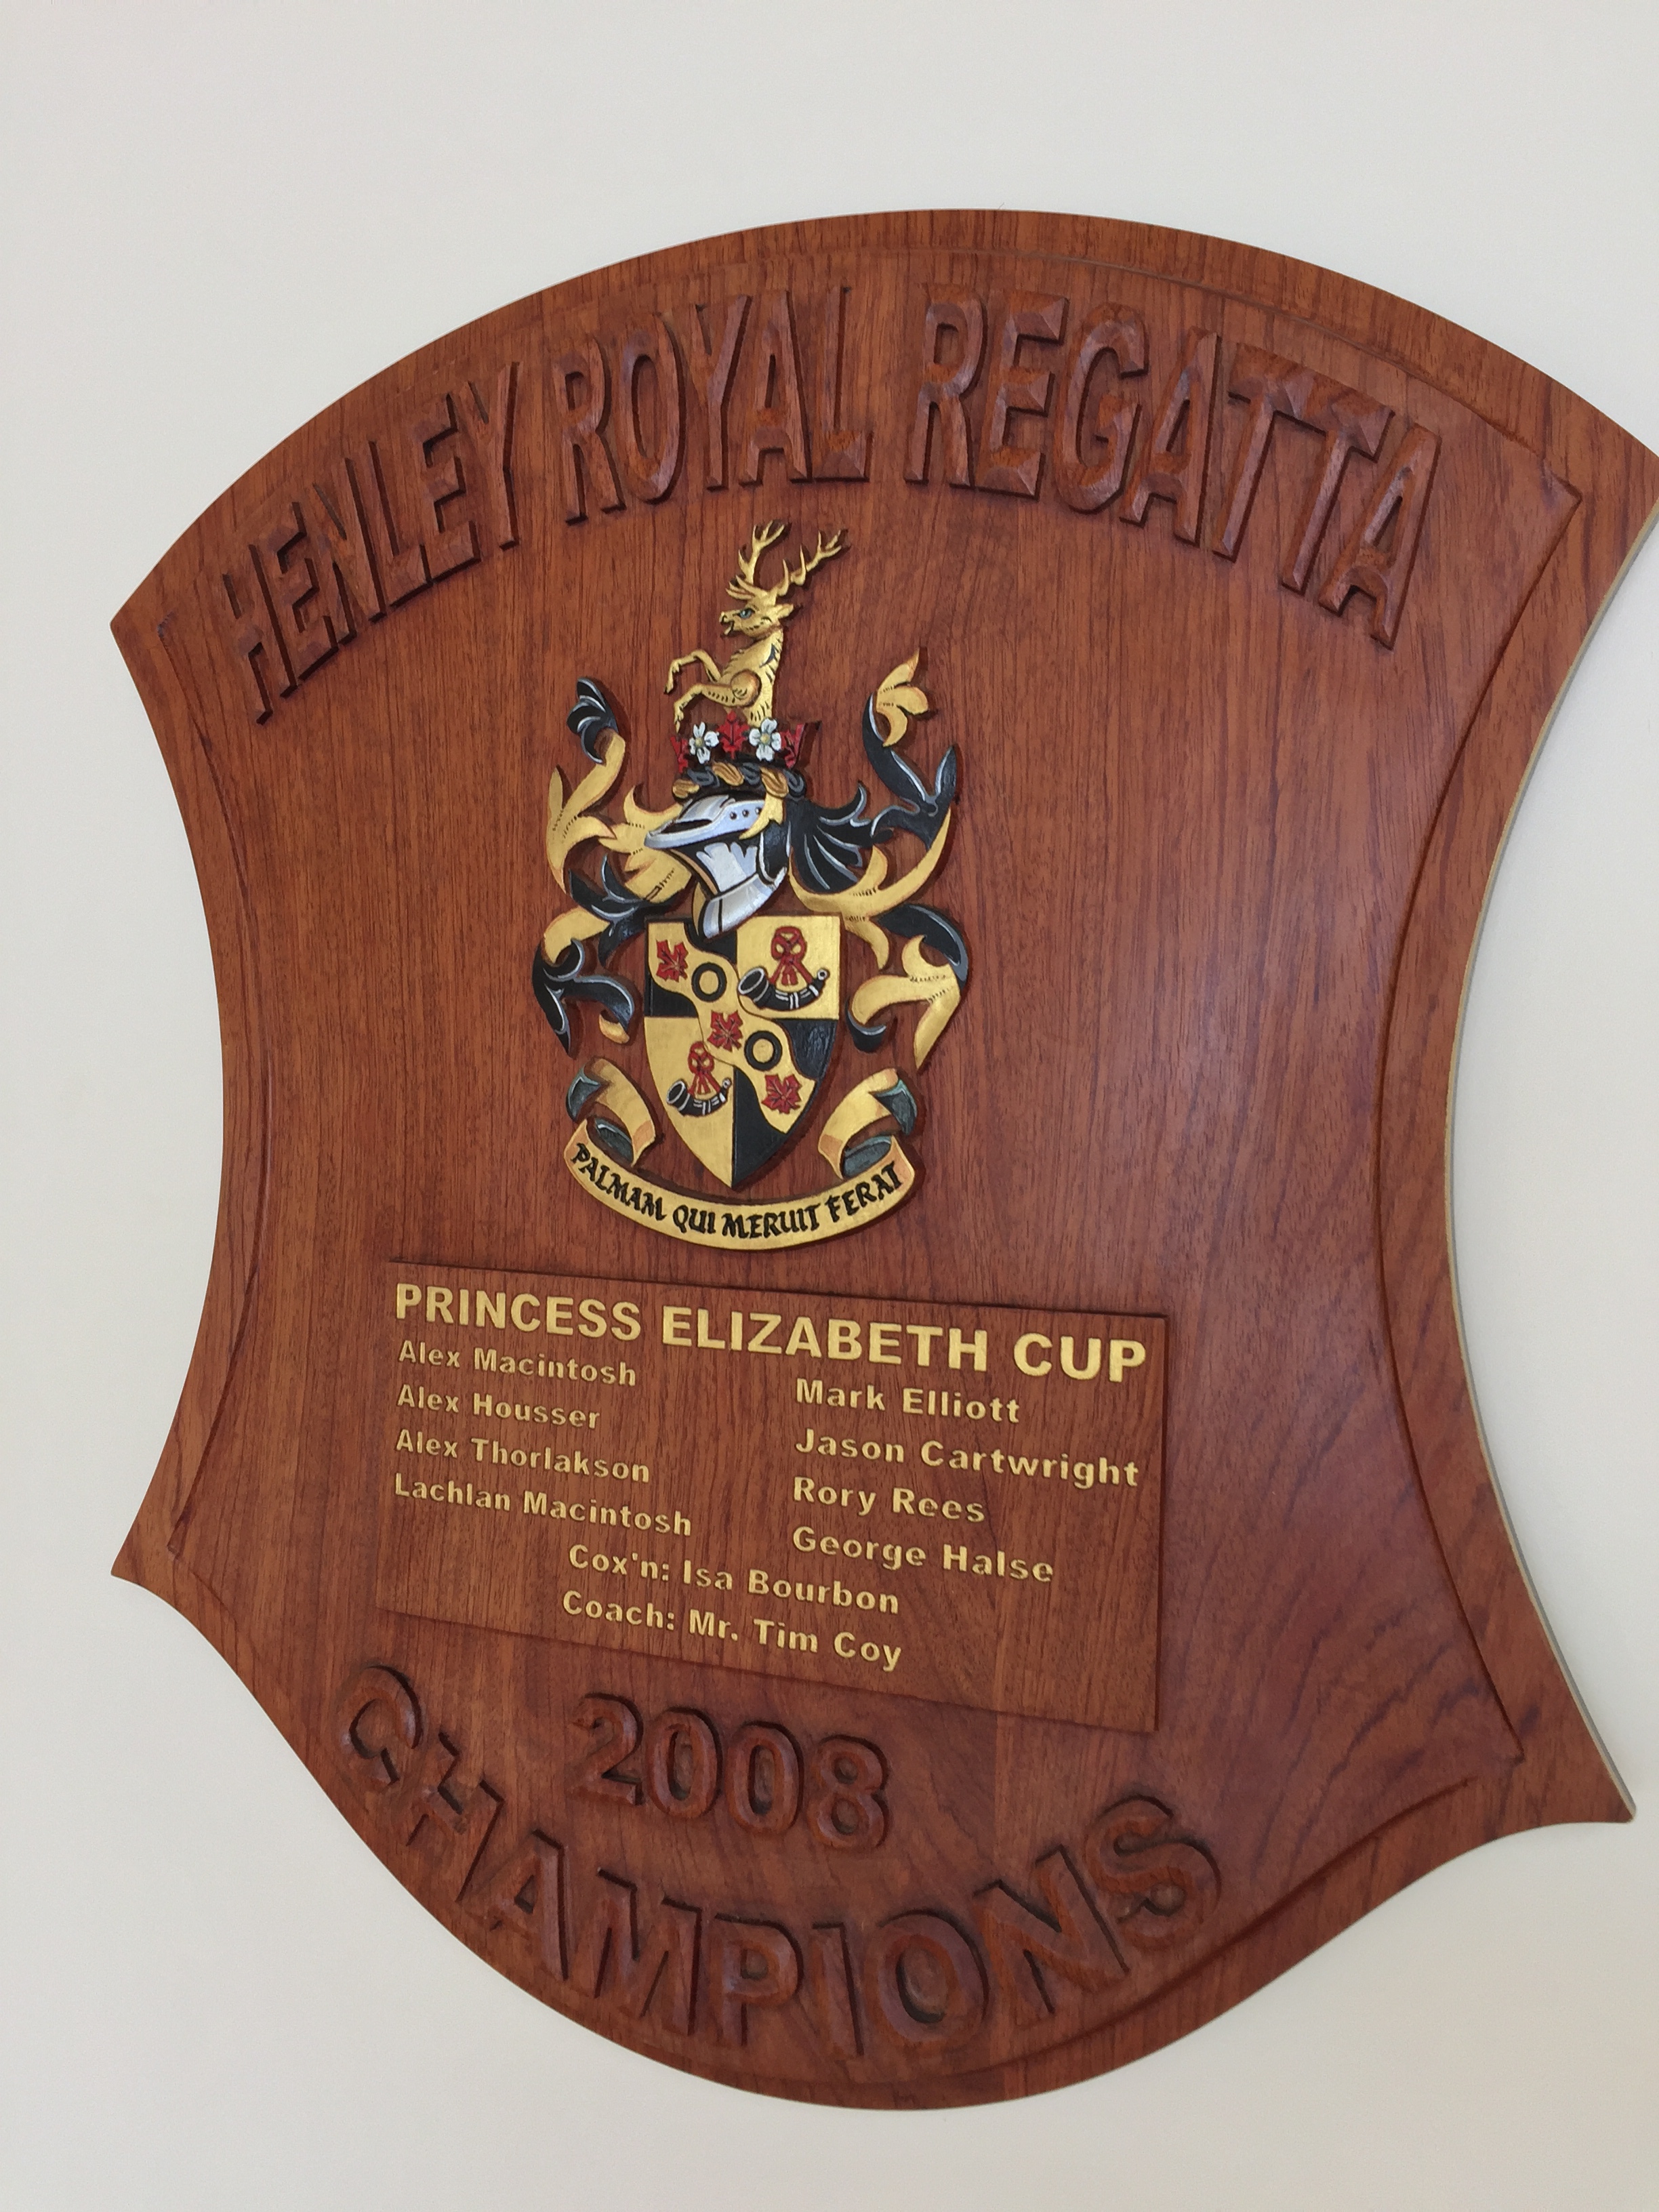 HENLEY ROYAL REGATTA
PALMAM QUI MERUIT FERAT
PRINCESS ELIZABETH CUP
Alex Macintosh
Alex Housser
Alex Thorlakson
Lachlan Macintosh
Mark Elliott
Jason Cartwright
Rory Rees
George Halse
Cox'n: Isa Bourbon
Coach: Mr. Tim Coy
2008
CHAMPIONS